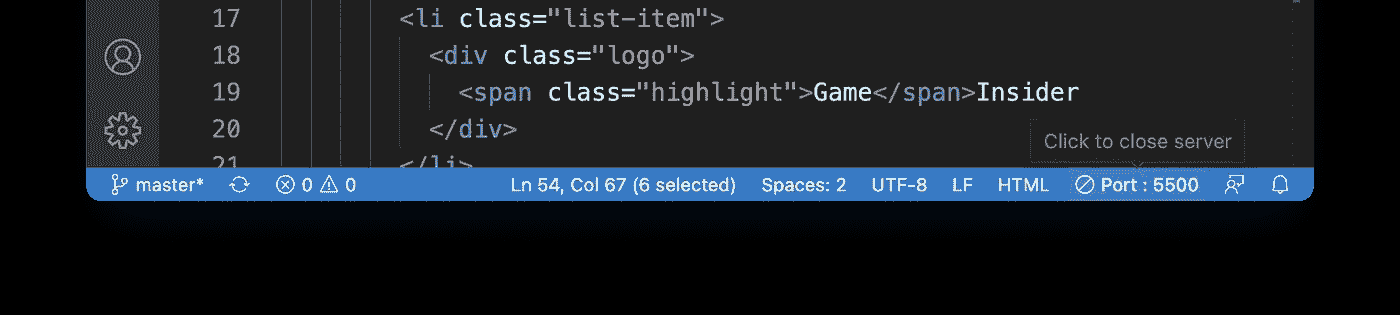 17 <li class="list-item">
18 <div class="logo">
19 <span class="highlight">Game</span>Insider
20 </div>
21 </li>
Click to close server
master* 0 0 Ln 54, Col 67 (6 selected) Spaces: 2 UTF-8 LF HTML Port : 5500